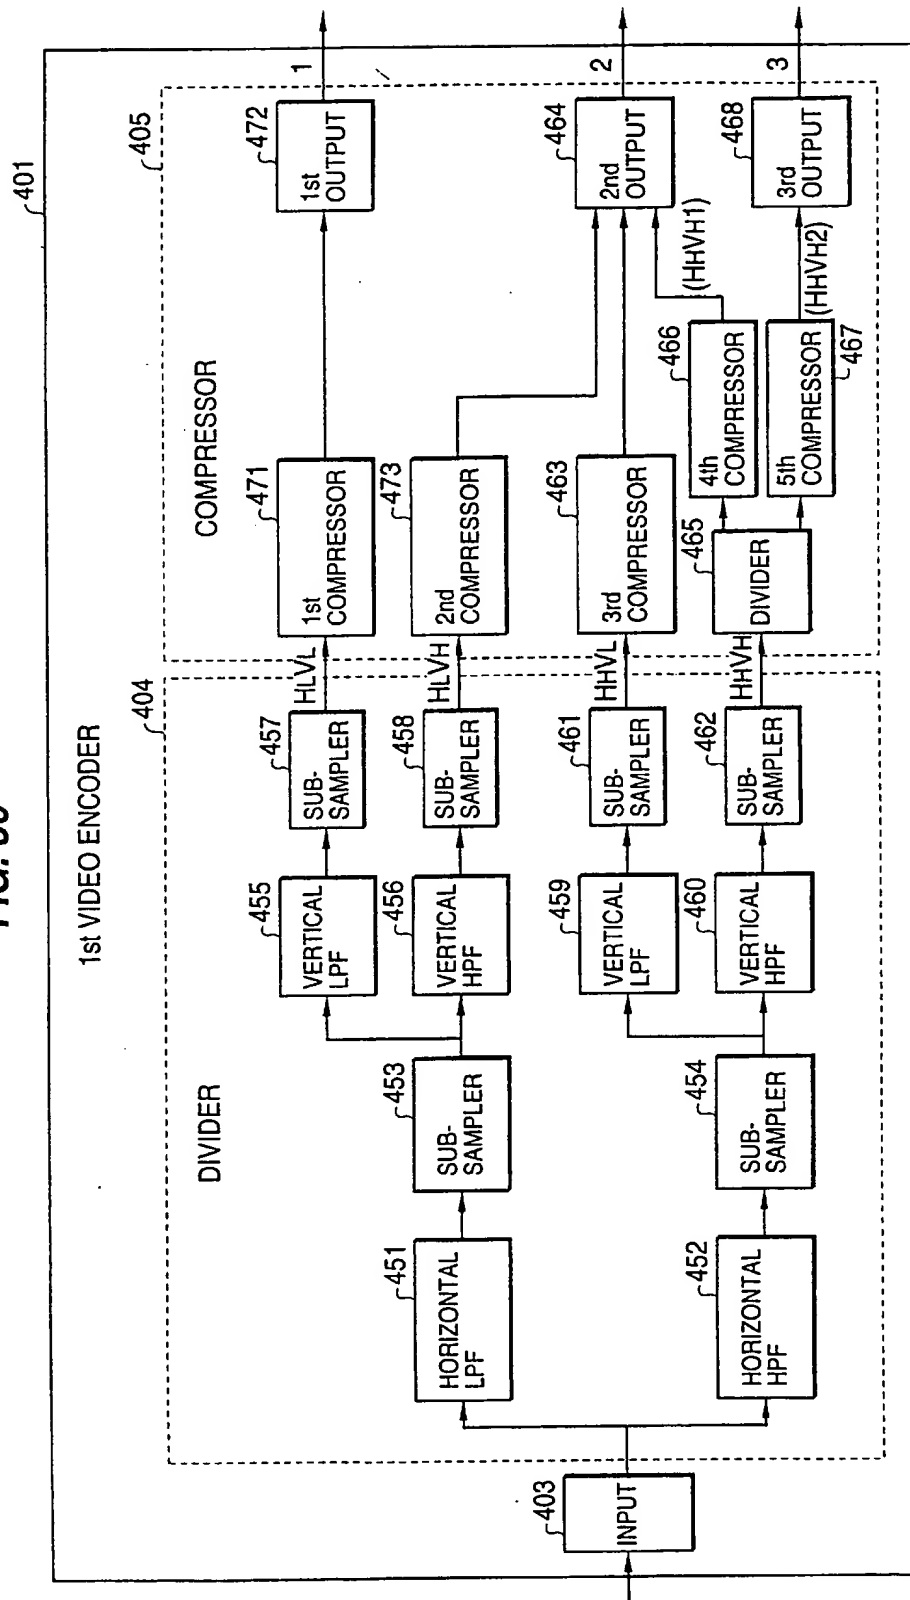 1st VIDEO ENCODER
401
403
INPUT
404
DIVIDER
451
HORIZONTAL
LPF
452
HORIZONTAL
HPF
453
SUB-
SAMPLER
454
SUB-
SAMPLER
455
VERTICAL
LPF
456
VERTICAL
HPF
459
VERTICAL
LPF
460
VERTICAL
HPF
457
SUB-
SAMPLER
458
SUB-
SAMPLER
461
SUB-
SAMPLER
462
SUB-
SAMPLER
HLVL
HLVH
HHVL
HHVH
405
COMPRESSOR
471
1st
COMPRESSOR
473
2nd
COMPRESSOR
463
3rd
COMPRESSOR
465
DIVIDER
466
4th
COMPRESSOR
5th
COMPRESSOR
467
(HHVH1)
(HHVH2)
472
1st
OUTPUT
464
2nd
OUTPUT
468
3rd
OUTPUT
1
2
3